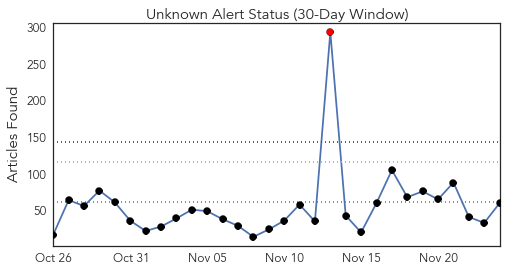 Unknown Alert Status (30-Day Window)
Articles Found
300
250
200
150
100
50
Oct 26 Oct 31 Nov 05 Nov 10 Nov 15 Nov 20